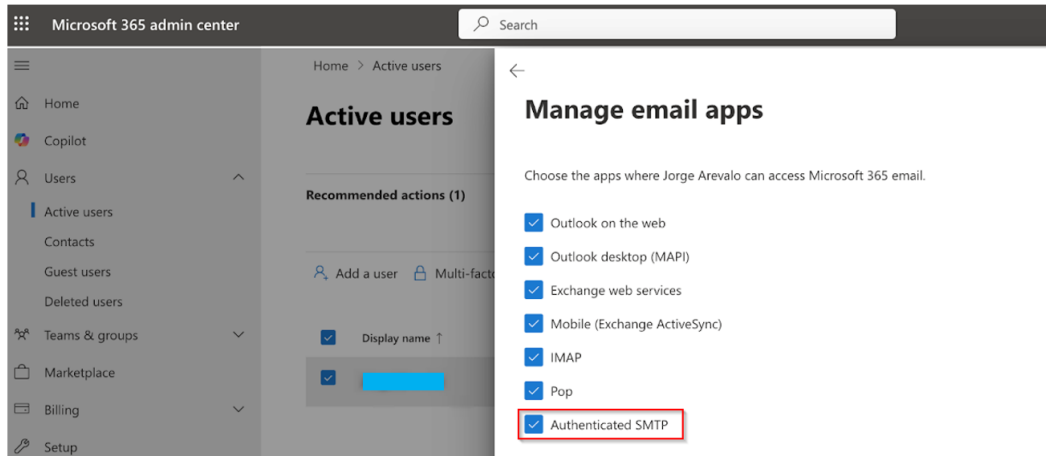 Microsoft 365 admin center
Search
Home
Copilot
Users
Active users
Contacts
Guest users
Deleted users
Teams & groups
Marketplace
Billing
Setup
Home > Active users
Active users
Recommended actions (1)
Add a user Multi-facto
Display name ↑
Manage email apps
Choose the apps where Jorge Arevalo can access Microsoft 365 email.
Outlook on the web
Outlook desktop (MAPI)
Exchange web services
Mobile (Exchange ActiveSync)
IMAP
Pop
Authenticated SMTP